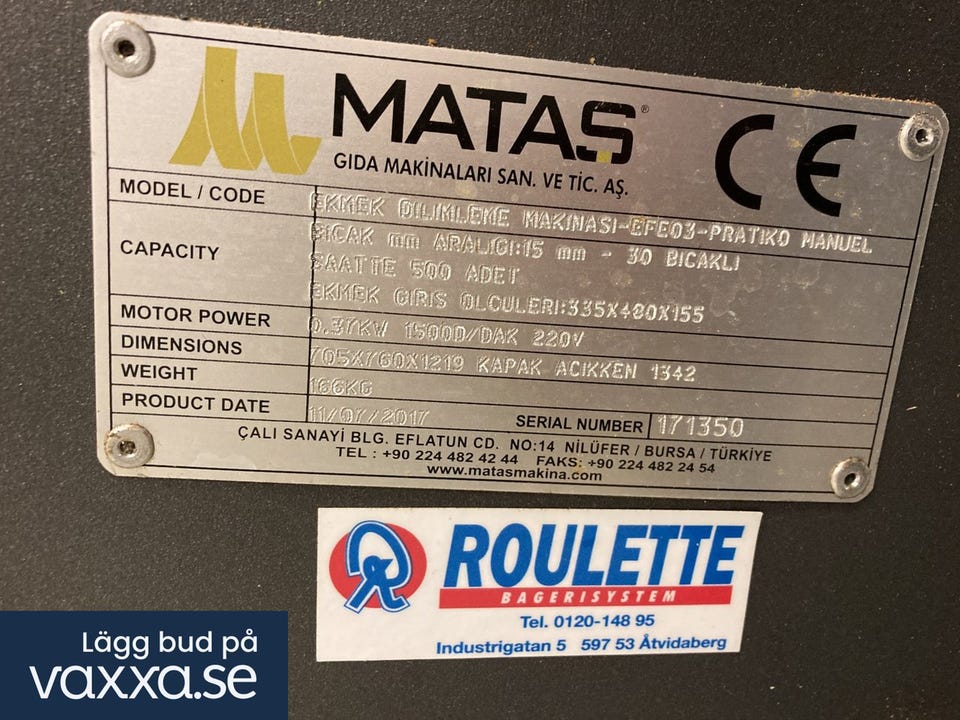 MATAŞ®
GIDA MAKİNALARI SAN. VE TİC. AŞ.
CE
MODEL / CODE EKMEK DILIMLEME MAKINASI-EFE03-PRATIKO MANUEL
BICAK mm ARALIGI:15 mm - 30 BICAKLI
CAPACITY SAATTE 500 ADET
EKMEK GIRIS OLCULERI:335X480X155
MOTOR POWER 0.37KW 1500D/DAK 220V
DIMENSIONS 705X760X1219 KAPAK ACIKKEN 1342
WEIGHT 166KG
PRODUCT DATE 11/07/2017 SERIAL NUMBER 171350
ÇALI SANAYİ BLG. EFLATUN CD. NO:14 NİLÜFER / BURSA / TÜRKİYE
TEL : +90 224 482 42 44 FAKS: +90 224 482 24 54
www.matasmakina.com
R ROULETTE
BAGERISYSTEM
Tel. 0120-148 95
Industrigatan 5 597 53 Åtvidaberg
Lägg bud på
vaxxa.se